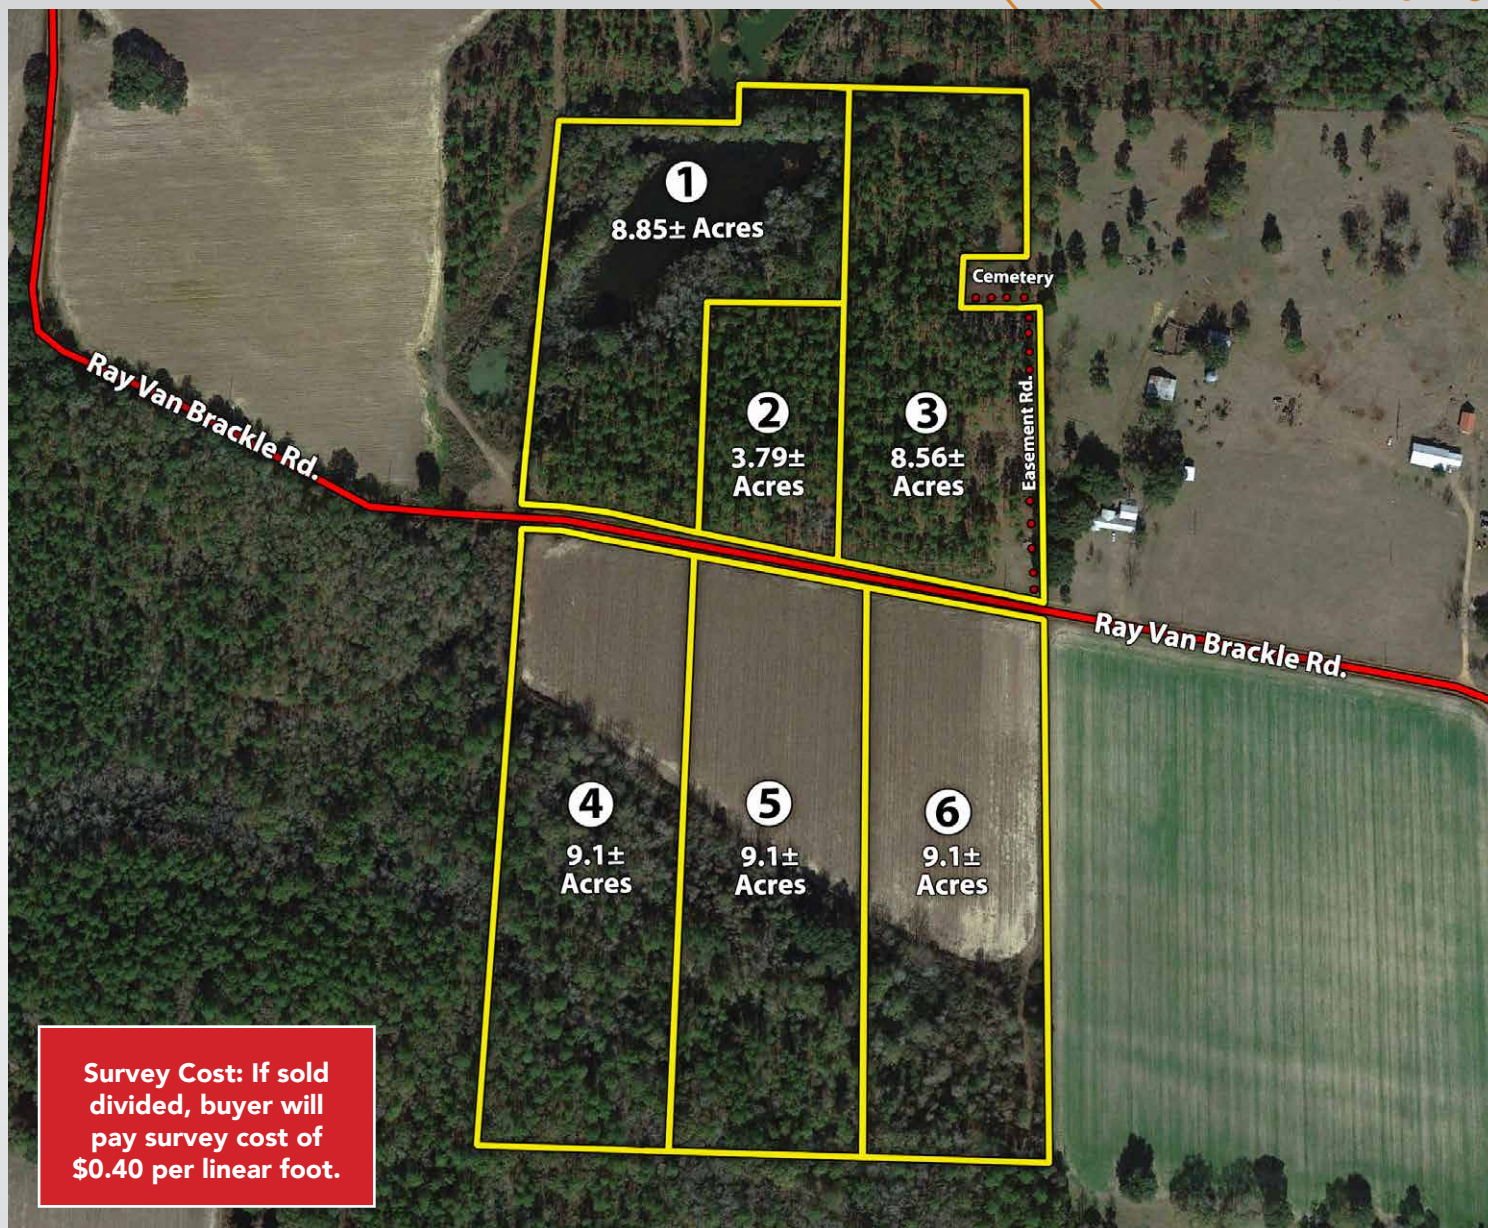 1
8.85± Acres
Cemetery
Ray Van Brackle Rd.
2
3.79±
Acres
3
8.56±
Acres
Easement Rd.
Ray Van Brackle Rd.
4
9.1±
Acres
5
9.1±
Acres
6
9.1±
Acres
Survey Cost: If sold
divided, buyer will
pay survey cost of
$0.40 per linear foot.